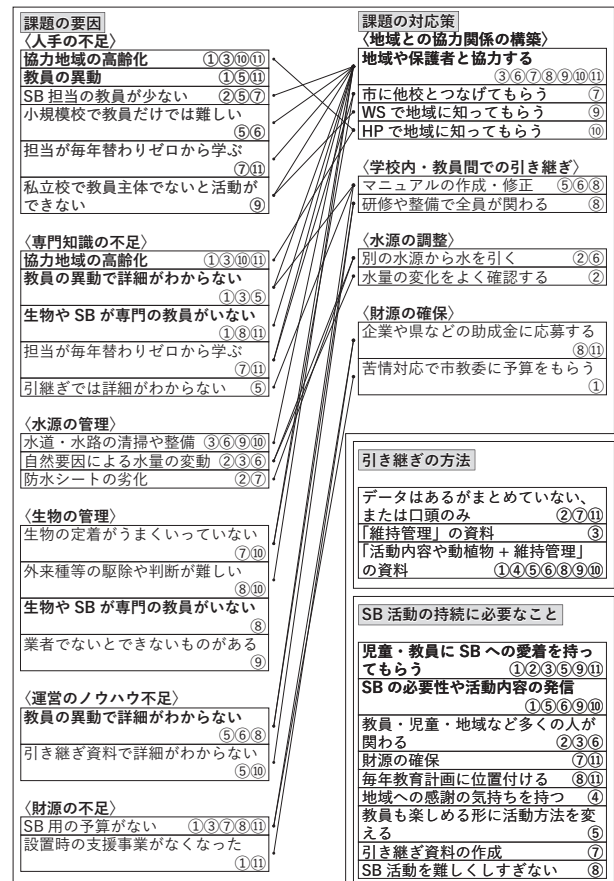 課題の要因
〈人手の不足〉
協力地域の高齢化 ①③⑩⑪
教員の異動 ①⑤⑪
SB 担当の教員が少ない ②⑤⑦
小規模校で教員だけでは難しい
⑤⑥
担当が毎年替わりゼロから学ぶ
⑦⑪
私立校で教員主体でないと活動が
できない ⑨
〈専門知識の不足〉
協力地域の高齢化 ①③⑩⑪
教員の異動で詳細がわからない
①③⑤
生物や SB が専門の教員がいない
①⑧⑪
担当が毎年替わりゼロから学ぶ
⑦⑪
引継ぎでは詳細がわからない ⑤
〈水源の管理〉
水道・水路の清掃や整備 ③⑥⑨⑩
自然要因による水量の変動 ②③⑥
防水シートの劣化 ②⑦
〈生物の管理〉
生物の定着がうまくいっていない
⑦⑩
外来種等の駆除や判断が難しい
⑧⑩
生物や SB が専門の教員がいない
⑧
業者でないとできないものがある
⑨
〈運営のノウハウ不足〉
教員の異動で詳細がわからない
⑤⑥⑧
引き継ぎ資料で詳細がわからない
⑤⑩
〈財源の不足〉
SB 用の予算がない ①③⑦⑧⑪
設置時の支援事業がなくなった
①⑪
課題の対応策
〈地域との協力関係の構築〉
地域や保護者と協力する
③⑥⑦⑧⑨⑩⑪
市に他校とつなげてもらう ⑦
WS で地域に知ってもらう ⑨
HP で地域に知ってもらう ⑩
〈学校内・教員間での引き継ぎ〉
マニュアルの作成・修正 ⑤⑥⑧
研修や整備で全員が関わる ⑧
〈水源の調整〉
別の水源から水を引く ②⑥
水量の変化をよく確認する ②
〈財源の確保〉
企業や県などの助成金に応募する
⑧⑪
苦情対応で市教委に予算をもらう
①
引き継ぎの方法
データはあるがまとめていない、
または口頭のみ ②⑦⑪
「維持管理」の資料 ③
「活動内容や動植物 + 維持管理」
の資料 ①④⑤⑥⑧⑨⑩
SB 活動の持続に必要なこと
児童・教員に SB への愛着を持っ
てもらう ①②③⑤⑨⑪
SB の必要性や活動内容の発信
①⑤⑥⑨⑩
教員・児童・地域など多くの人が
関わる ②③⑥
財源の確保 ⑦⑪
毎年教育計画に位置付ける ⑧⑪
地域への感謝の気持ちを持つ ④
教員も楽しめる形に活動方法を変
える ⑤
引き継ぎ資料の作成 ⑦
SB 活動を難しくしすぎない ⑧